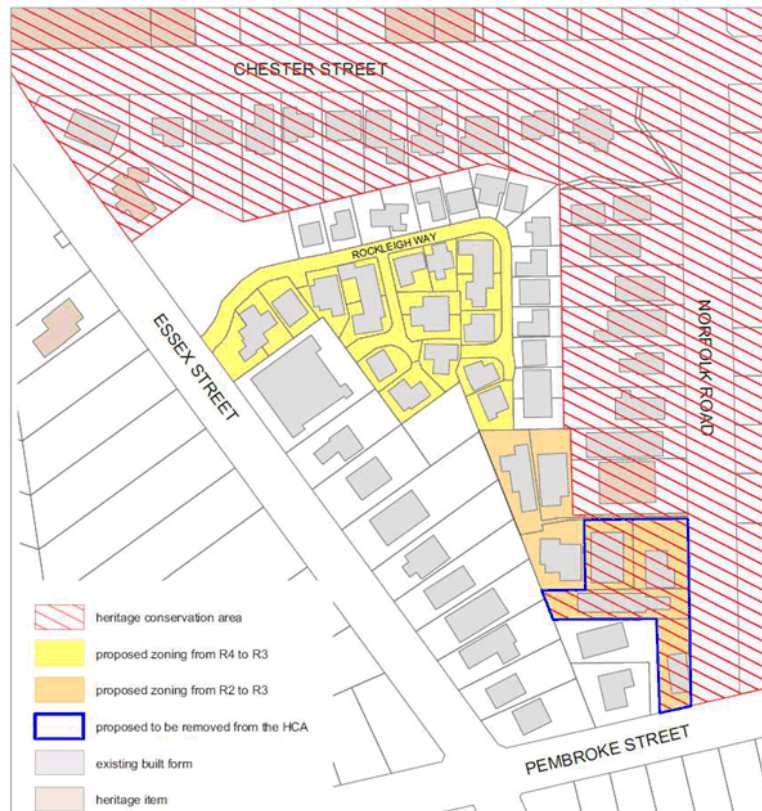 CHESTER STREET
ROCKLEIGH WAY
ESSEX STREET
NORFOLK ROAD
heritage conservation area
proposed zoning from R4 to R3
proposed zoning from R2 to R3
proposed to be removed from the HCA
existing built form
heritage item
PEMBROKE STREET